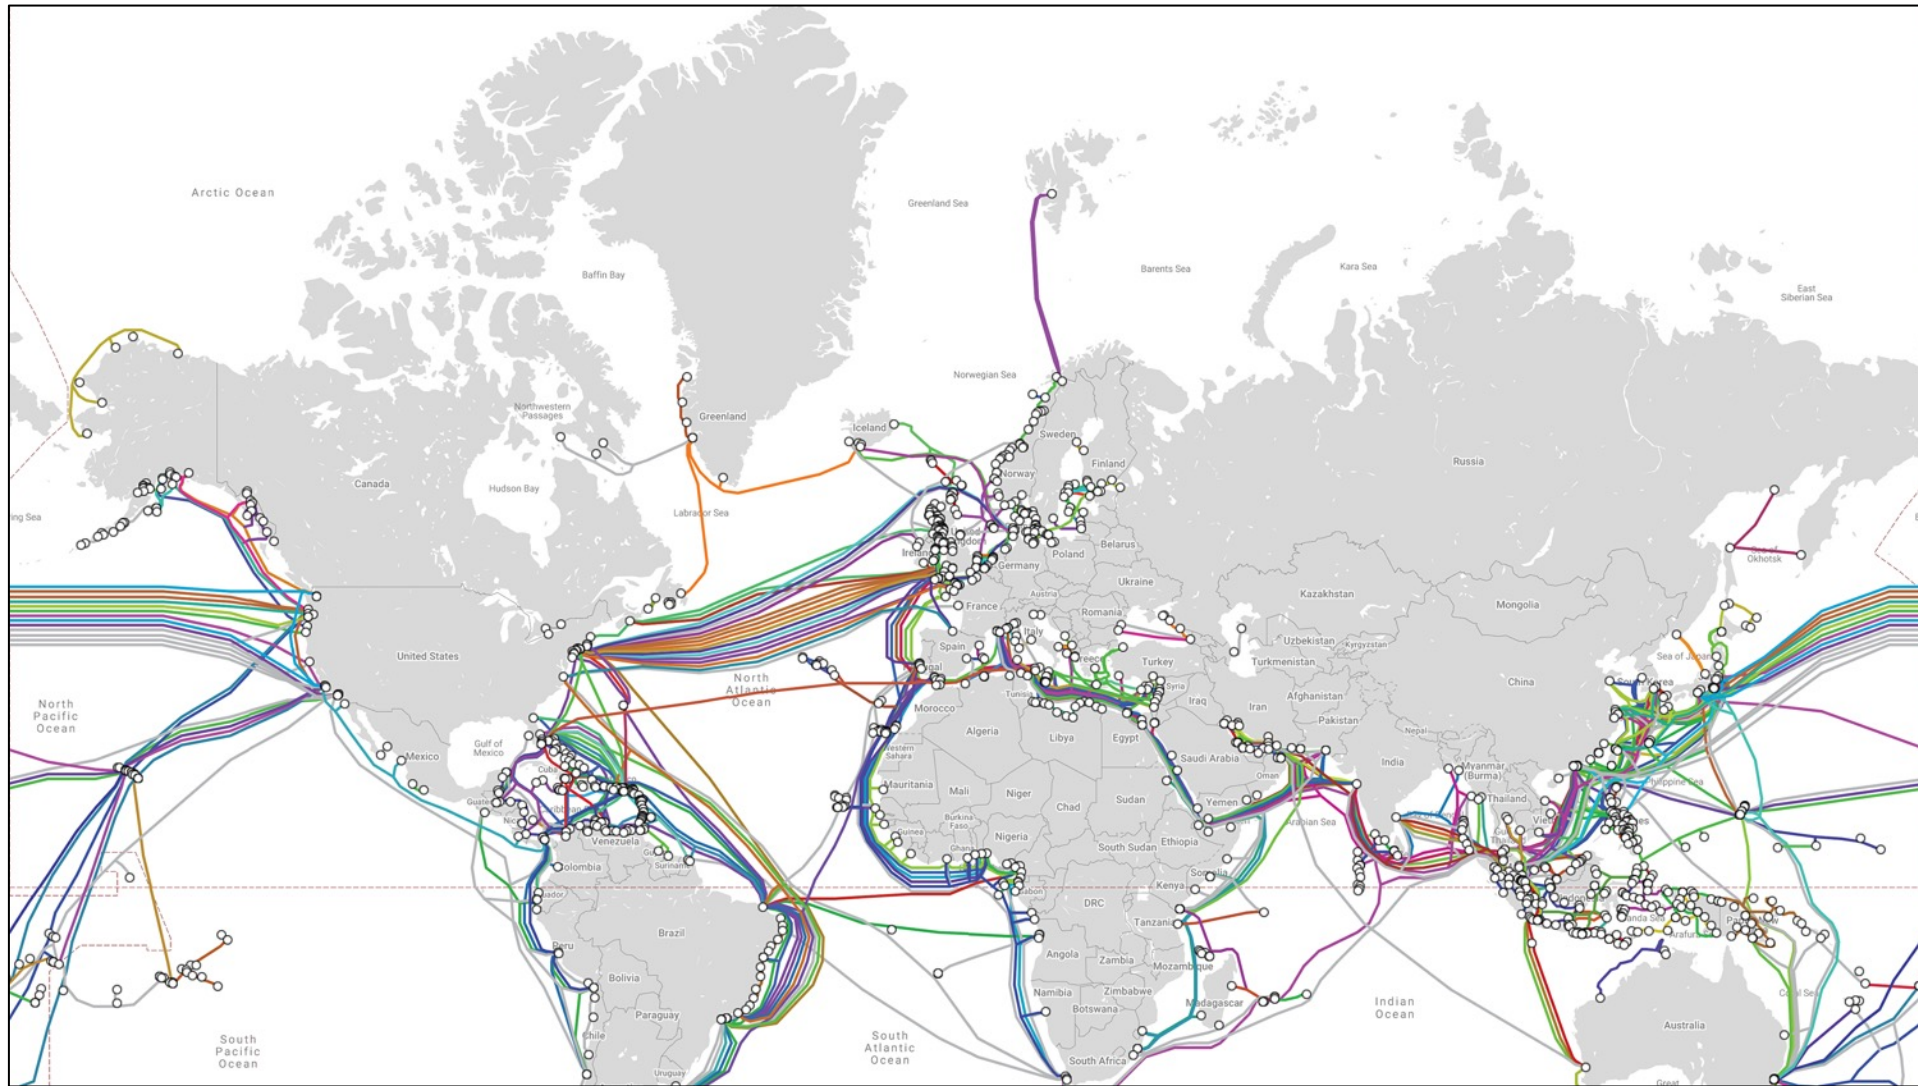 Arctic Ocean
Greenland Sea
Baffin Bay
Barents Sea
Kara Sea
East
Siberian Sea
Norwegian Sea
Northwestern
Passages
Greenland
Iceland
Sweden
Finland
Norway
Russia
Canada
Hudson Bay
Labrador Sea
ring Sea
Sea of
Okhotsk
Belarus
Poland
Germany
Ukraine
Austria
France
Romania
Kazakhstan
Mongolia
Italy
Spain
Uzbekistan
Kyrgyzstan
Turkmenistan
Turkey
Syria
Tunisia
United States
North
Atlantic
Ocean
North
Pacific
Ocean
China
Afghanistan
Iraq
Iran
Pakistan
Nepal
Morocco
Algeria
Libya
Egypt
Western
Sahara
Saudi Arabia
Oman
India
Myanmar
(Burma)
Gulf of
Mexico
Mexico
Cuba
Mauritania
Mali
Niger
Chad
Sudan
Yemen
Thailand
Arabian Sea
Burkina
Faso
Guinea
Ghana
Nigeria
South Sudan
Ethiopia
Venezuela
Colombia
Kenya
DRC
Tanzania
Brazil
Peru
Angola
Zambia
Mozambique
Bolivia
Namibia
Zimbabwe
Botswana
Madagascar
Paraguay
Chile
Indian
Ocean
Australia
South
Pacific
Ocean
South
Atlantic
Ocean
South Africa
Uruguay
Great